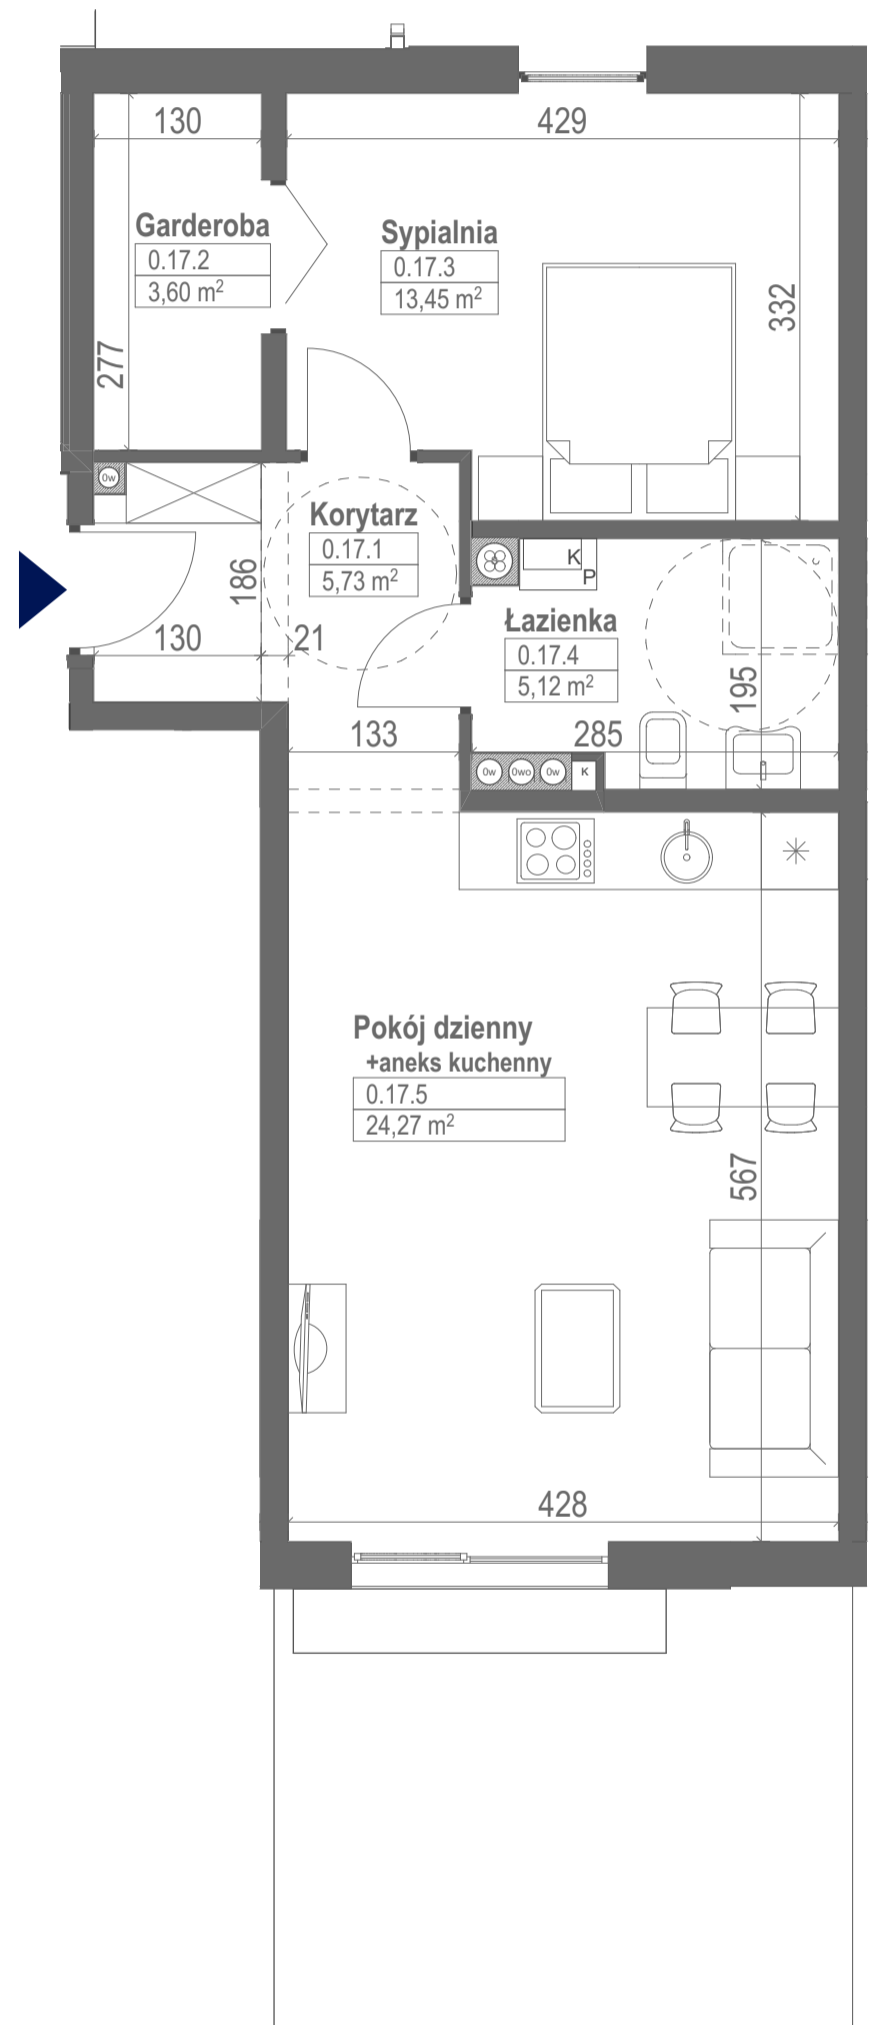 130
429
Garderoba
0.17.2
3,60 m²
Sypialnia
0.17.3
13,45 m²
332
277
0w
Korytarz
0.17.1
5,73 m²
186
130
21
K
P
Łazienka
0.17.4
5,12 m²
195
133
285
0w
0wo
0w
K
Pokój dzienny
+aneks kuchenny
0.17.5
24,27 m²
567
428